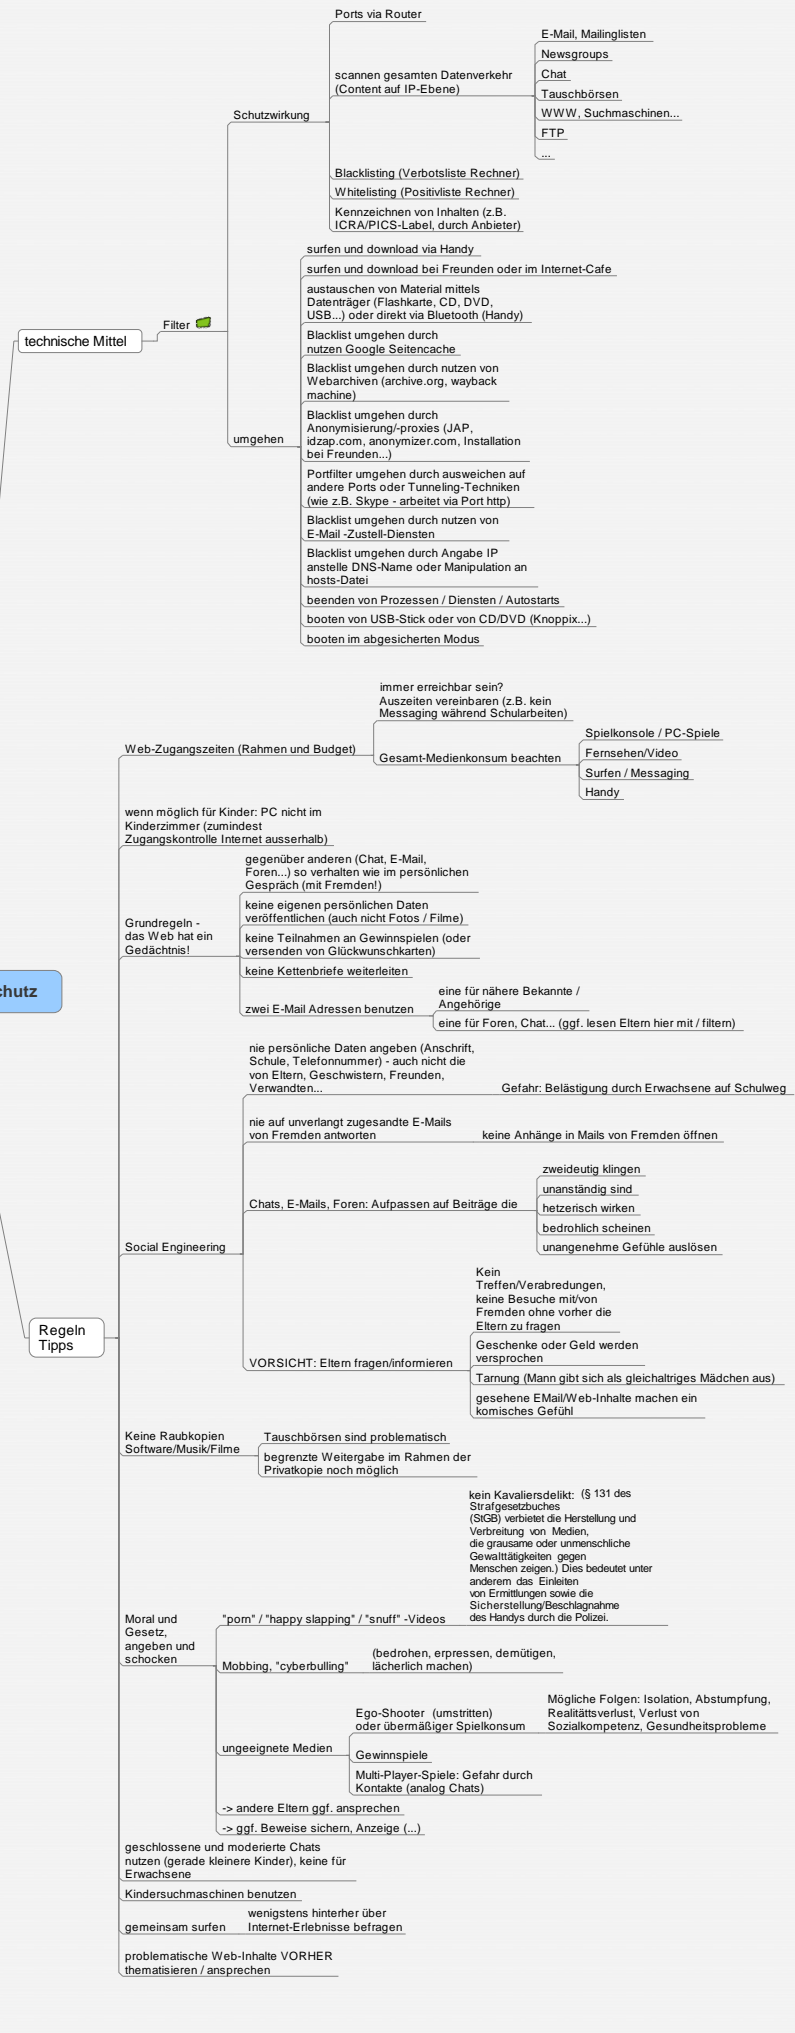 Ports via Router
scannen gesamten Datenverkehr
(Content auf IP-Ebene)
E-Mail, Mailinglisten
Newsgroups
Chat
Tauschbörsen
WWW, Suchmaschinen...
FTP
...
Schutzwirkung
Blacklisting (Verbotsliste Rechner)
Whitelisting (Positivliste Rechner)
Kennzeichnen von Inhalten (z.B.
ICRA/PICS-Label, durch Anbieter)
technische Mittel
Filter
umgehen
surfen und download via Handy
surfen und download bei Freunden oder im Internet-Cafe
austauschen von Material mittels
Datenträger (Flashkarte, CD, DVD,
USB...) oder direkt via Bluetooth (Handy)
Blacklist umgehen durch
nutzen Google Seitencache
Blacklist umgehen durch nutzen von
Webarchiven (archive.org, wayback
machine)
Blacklist umgehen durch
Anonymisierung/-proxies (JAP,
idzap.com, anonymizer.com, Installation
bei Freunden...)
Portfilter umgehen durch ausweichen auf
andere Ports oder Tunneling-Techniken
(wie z.B. Skype - arbeitet via Port http)
Blacklist umgehen durch nutzen von
E-Mail -Zustell-Diensten
Blacklist umgehen durch Angabe IP
anstelle DNS-Name oder Manipulation an
hosts-Datei
beenden von Prozessen / Diensten / Autostarts
booten von USB-Stick oder von CD/DVD (Knoppix...)
booten im abgesicherten Modus
Web-Zugangszeiten (Rahmen und Budget)
immer erreichbar sein?
Auszeiten vereinbaren (z.B. kein
Messaging während Schularbeiten)
Gesamt-Medienkonsum beachten
Spielkonsole / PC-Spiele
Fernsehen/Video
Surfen / Messaging
Handy
wenn möglich für Kinder: PC nicht im
Kinderzimmer (zumindest
Zugangskontrolle Internet ausserhalb)
Grundregeln -
das Web hat ein
Gedächtnis!
gegenüber anderen (Chat, E-Mail,
Foren...) so verhalten wie im persönlichen
Gespräch (mit Fremden!)
keine eigenen persönlichen Daten
veröffentlichen (auch nicht Fotos / Filme)
keine Teilnahmen an Gewinnspielen (oder
versenden von Glückwunschkarten)
keine Kettenbriefe weiterleiten
zwei E-Mail Adressen benutzen
eine für nähere Bekannte /
Angehörige
eine für Foren, Chat... (ggf. lesen Eltern hier mit / filtern)
chutz
Social Engineering
nie persönliche Daten angeben (Anschrift,
Schule, Telefonnummer) - auch nicht die
von Eltern, Geschwistern, Freunden,
Verwandten...
Gefahr: Belästigung durch Erwachsene auf Schulweg
nie auf unverlangt zugesandte E-Mails
von Fremden antworten
keine Anhänge in Mails von Fremden öffnen
Chats, E-Mails, Foren: Aufpassen auf Beiträge die
zweideutig klingen
unanständig sind
hetzerisch wirken
bedrohlich scheinen
unangenehme Gefühle auslösen
VORSICHT: Eltern fragen/informieren
Kein
Treffen/Verabredungen,
keine Besuche mit/von
Fremden ohne vorher die
Eltern zu fragen
Geschenke oder Geld werden
versprochen
Tarnung (Mann gibt sich als gleichaltriges Mädchen aus)
gesehene EMail/Web-Inhalte machen ein
komisches Gefühl
Regeln
Tipps
Keine Raubkopien
Software/Musik/Filme
Tauschbörsen sind problematisch
begrenzte Weitergabe im Rahmen der
Privatkopie noch möglich
Moral und
Gesetz,
angeben und
schocken
"porn" / "happy slapping" / "snuff" -Videos
kein Kavaliersdelikt: (§ 131 des
Strafgesetzbuches
(StGB) verbietet die Herstellung und
Verbreitung von Medien,
die grausame oder unmenschliche
Gewalttätigkeiten gegen
Menschen zeigen.) Dies bedeutet unter
anderem das Einleiten
von Ermittlungen sowie die
Sicherstellung/Beschlagnahme
des Handys durch die Polizei.
Mobbing, "cyberbulling"
(bedrohen, erpressen, demütigen,
lächerlich machen)
ungeeignete Medien
Ego-Shooter (umstritten)
oder übermäßiger Spielkonsum
Mögliche Folgen: Isolation, Abstumpfung,
Realitätsverlust, Verlust von
Sozialkompetenz, Gesundheitsprobleme
Gewinnspiele
Multi-Player-Spiele: Gefahr durch
Kontakte (analog Chats)
-> andere Eltern ggf. ansprechen
-> ggf. Beweise sichern, Anzeige (...)
geschlossene und moderierte Chats
nutzen (gerade kleinere Kinder), keine für
Erwachsene
Kindersuchmaschinen benutzen
gemeinsam surfen
wenigstens hinterher über
Internet-Erlebnisse befragen
problematische Web-Inhalte VORHER
thematisieren / ansprechen